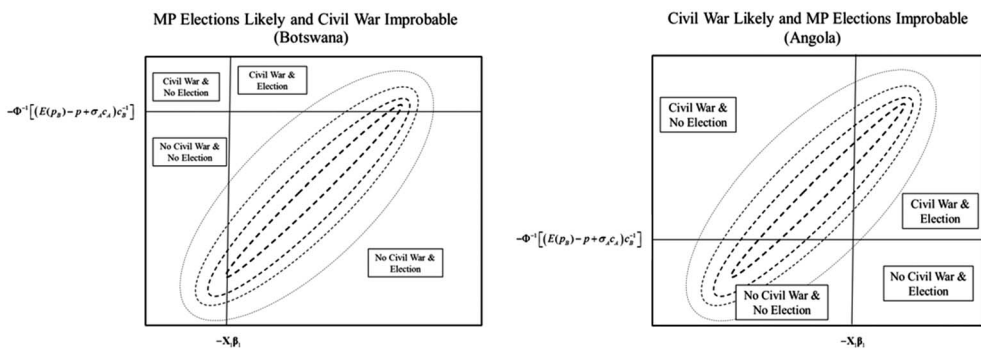 MP Elections Likely and Civil War Improbable
(Botswana)
Civil War &
No Election
Civil War &
Election
−Φ⁻¹[(E(p_B)−p+σ_A c_A)c_B⁻¹]
No Civil War &
No Election
No Civil War &
Election
−X₁β₁
Civil War Likely and MP Elections Improbable
(Angola)
Civil War &
No Election
Civil War &
Election
−Φ⁻¹[(E(p_B)−p+σ_A c_A)c_B⁻¹]
No Civil War &
Election
No Civil War &
No Election
−X₁β₁